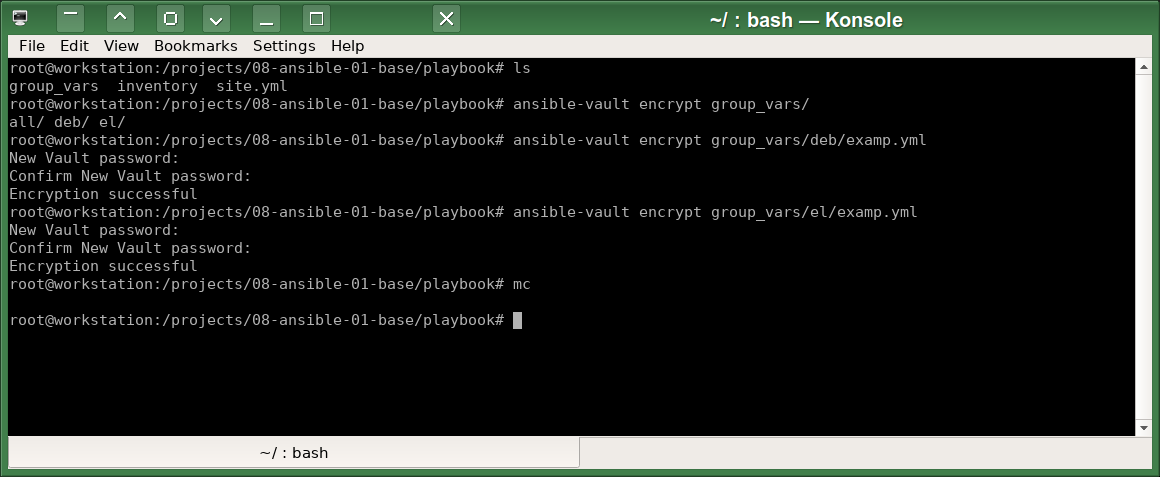 ~/ : bash — Konsole
File Edit View Bookmarks Settings Help
root@workstation:/projects/08-ansible-01-base/playbook# ls
group_vars  inventory  site.yml
root@workstation:/projects/08-ansible-01-base/playbook# ansible-vault encrypt group_vars/
all/ deb/ el/
root@workstation:/projects/08-ansible-01-base/playbook# ansible-vault encrypt group_vars/deb/examp.yml
New Vault password:
Confirm New Vault password:
Encryption successful
root@workstation:/projects/08-ansible-01-base/playbook# ansible-vault encrypt group_vars/el/examp.yml
New Vault password:
Confirm New Vault password:
Encryption successful
root@workstation:/projects/08-ansible-01-base/playbook# mc
root@workstation:/projects/08-ansible-01-base/playbook#
~/ : bash